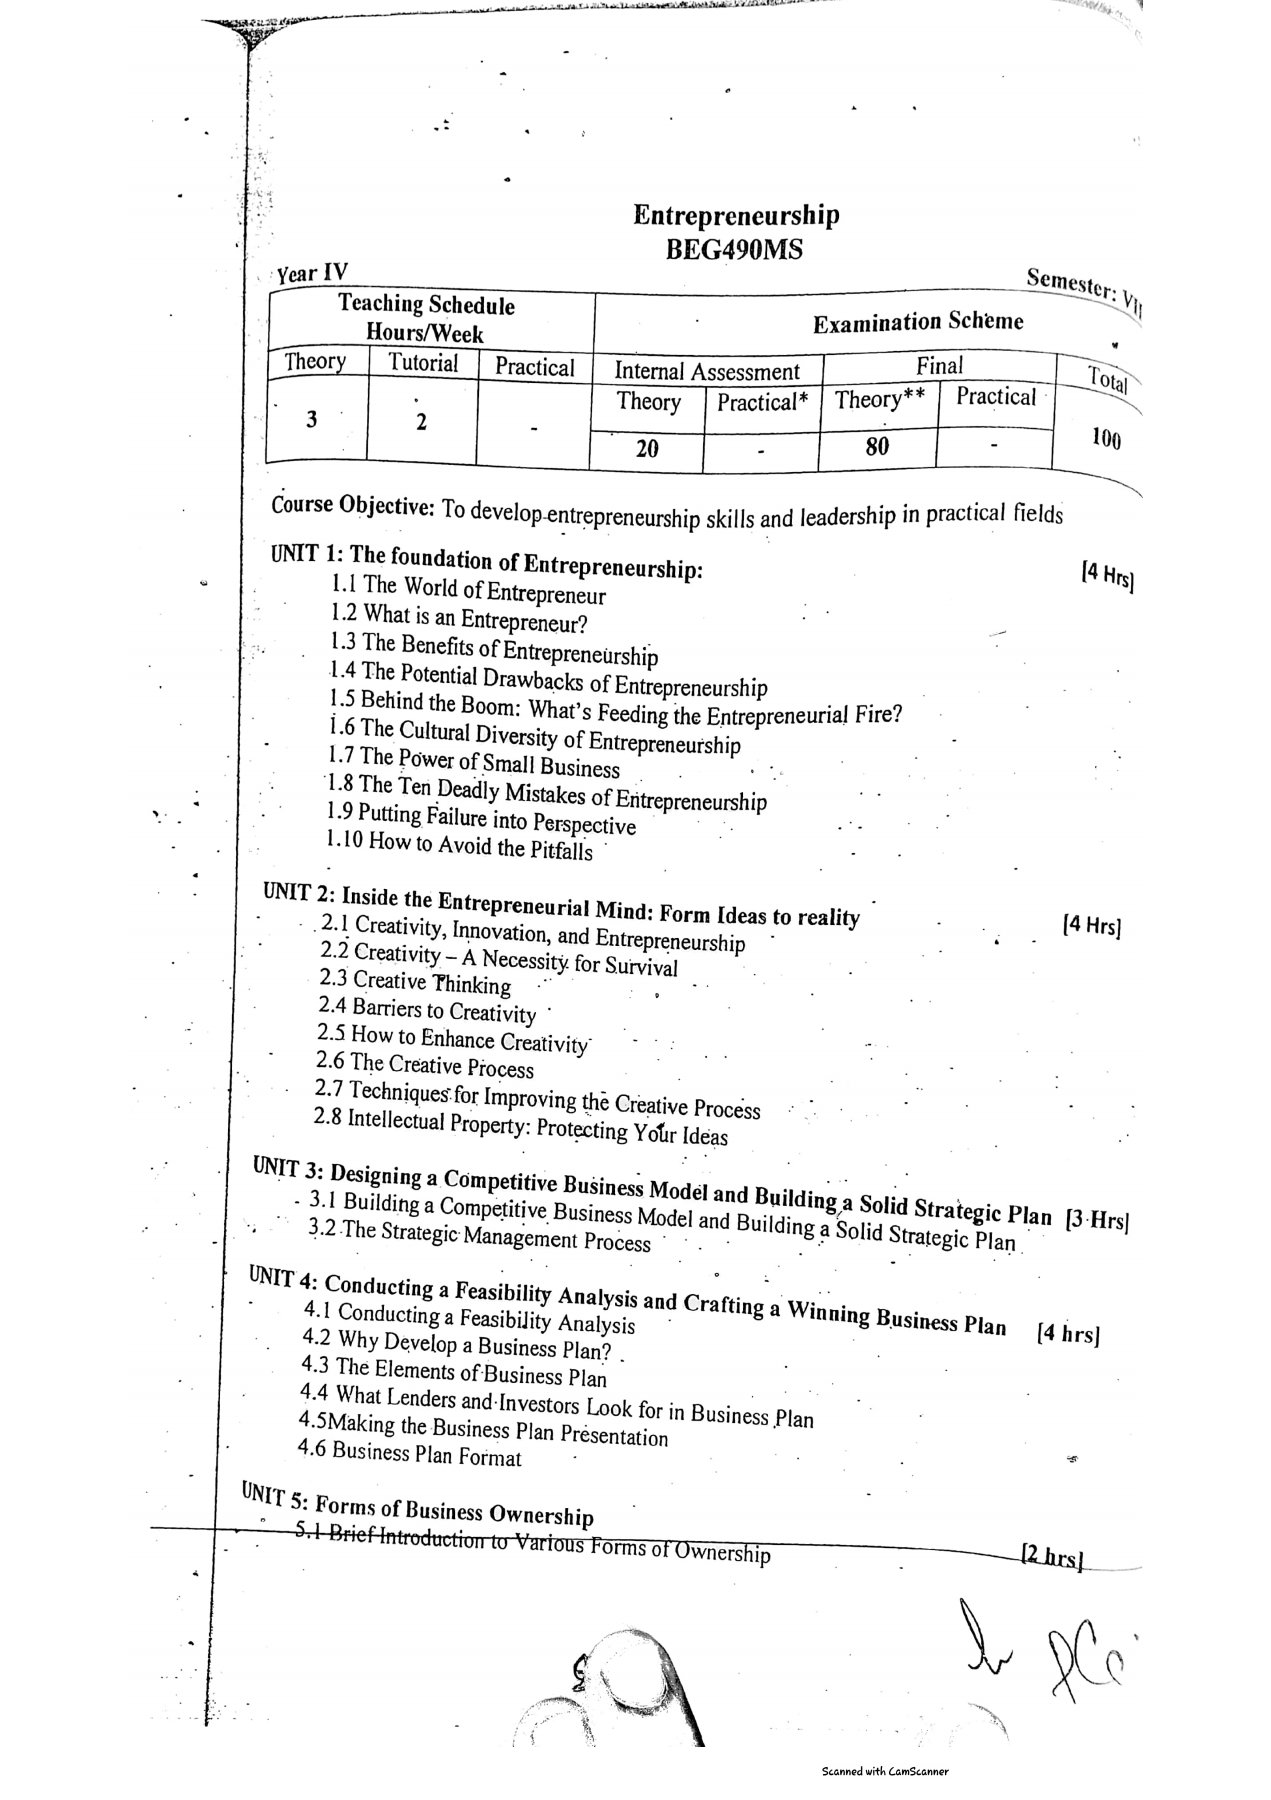 Entrepreneurship
BEG490MS
Year IV
Semester:
Teaching Schedule
Hours/Week
Examination Scheme
Theory Tutorial Practical Internal Assessment Final Total
Theory Practical* Theory** Practical
3 2 - 20 - 80 - 100
Course Objective: To develop entrepreneurship skills and leadership in practical fields
UNIT 1: The foundation of Entrepreneurship: [4 Hrs]
1.1 The World of Entrepreneur
1.2 What is an Entrepreneur?
1.3 The Benefits of Entrepreneurship
1.4 The Potential Drawbacks of Entrepreneurship
1.5 Behind the Boom: What's Feeding the Entrepreneurial Fire?
1.6 The Cultural Diversity of Entrepreneurship
1.7 The Power of Small Business
1.8 The Ten Deadly Mistakes of Entrepreneurship
1.9 Putting Failure into Perspective
1.10 How to Avoid the Pitfalls
UNIT 2: Inside the Entrepreneurial Mind: Form Ideas to reality [4 Hrs]
2.1 Creativity, Innovation, and Entrepreneurship
2.2 Creativity – A Necessity for Survival
2.3 Creative Thinking
2.4 Barriers to Creativity
2.5 How to Enhance Creativity
2.6 The Creative Process
2.7 Techniques for Improving the Creative Process
2.8 Intellectual Property: Protecting Your Ideas
UNIT 3: Designing a Competitive Business Model and Building a Solid Strategic Plan [3 Hrs]
3.1 Building a Competitive Business Model and Building a Solid Strategic Plan
3.2 The Strategic Management Process
UNIT 4: Conducting a Feasibility Analysis and Crafting a Winning Business Plan [4 hrs]
4.1 Conducting a Feasibility Analysis
4.2 Why Develop a Business Plan?
4.3 The Elements of Business Plan
4.4 What Lenders and Investors Look for in Business Plan
4.5Making the Business Plan Presentation
4.6 Business Plan Format
UNIT 5: Forms of Business Ownership [2 hrs]
5.1 Brief Introduction to Various Forms of Ownership
Scanned with CamScanner